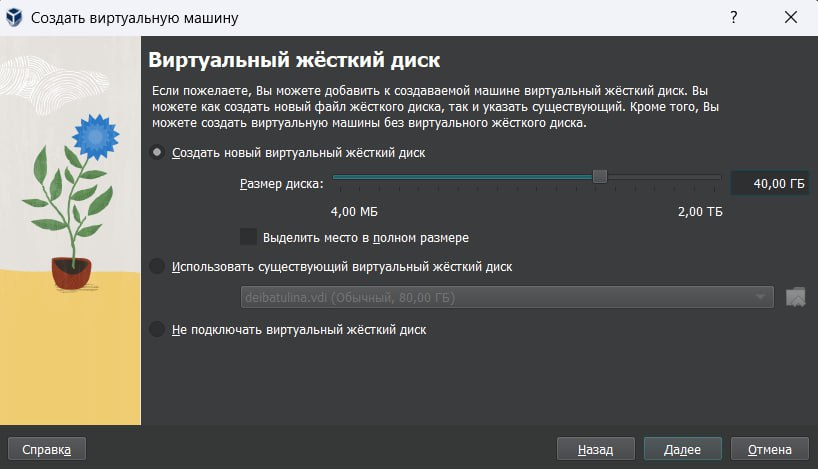 Создать виртуальную машину
?
Виртуальный жёсткий диск
Если пожелаете, Вы можете добавить к создаваемой машине виртуальный жёсткий диск. Вы
можете как создать новый файл жёсткого диска, так и указать существующий. Кроме того, Вы
можете создать виртуальную машины без виртуального жёсткого диска.
Создать новый виртуальный жёсткий диск
Размер диска: 40,00 ГБ
4,00 МБ 2,00 ТБ
Выделить место в полном размере
Использовать существующий виртуальный жёсткий диск
deibatulina.vdi (Обычный, 80,00 ГБ)
Не подключать виртуальный жёсткий диск
Справка Назад Далее Отмена